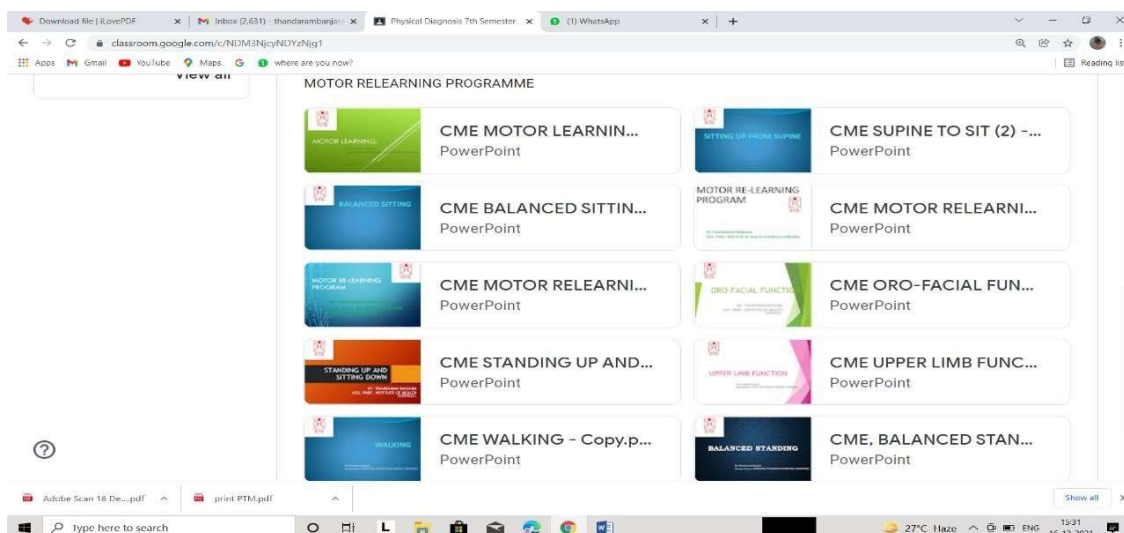 Download file | iLovePDF
Inbox (2,631) - thandarambanjar
Physical Diagnosis 7th Semester
(1) WhatsApp
classroom.google.com/c/NDM3NjcyNDYzNjg1
Apps Gmail YouTube Maps G where are you now?
Reading list
View all
MOTOR RELEARNING PROGRAMME
MOTOR LEARNING
CME MOTOR LEARNIN...
PowerPoint
SITTING UP FROM SUPINE
CME SUPINE TO SIT (2) -...
PowerPoint
BALANCED SITTING
CME BALANCED SITTIN...
PowerPoint
MOTOR RE-LEARNING
PROGRAM
CME MOTOR RELEARNI...
PowerPoint
MOTOR RE-LEARNING
PROGRAM
CME MOTOR RELEARNI...
PowerPoint
ORO-FACIAL FUNCTION
CME ORO-FACIAL FUN...
PowerPoint
STANDING UP AND
SITTING DOWN
CME STANDING UP AND...
PowerPoint
UPPER LIMB FUNCTION
CME UPPER LIMB FUNC...
PowerPoint
WALKING
CME WALKING - Copy.p...
PowerPoint
BALANCED STANDING
CME, BALANCED STAN...
PowerPoint
Adobe Scan 16 De....pdf
print PTM.pdf
Show all
Type here to search
27°C Haze
ENG
15:31
16-12-2021